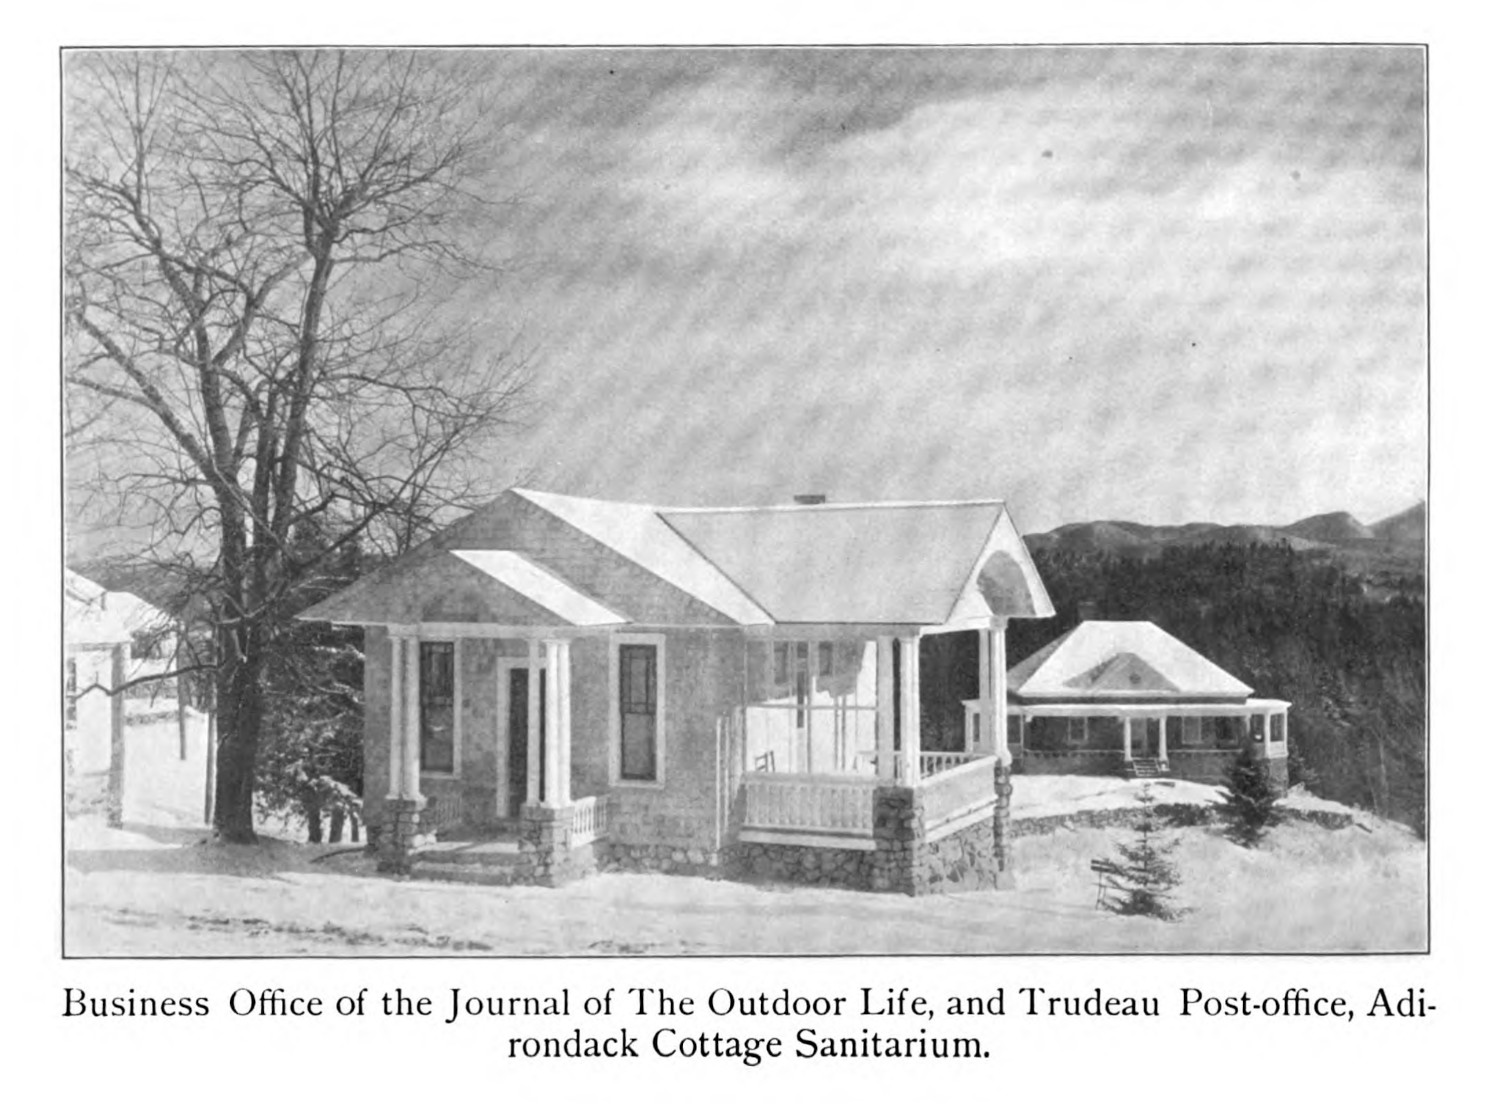 Business Office of the Journal of The Outdoor Life, and Trudeau Post-office, Adi-
rondack Cottage Sanitarium.